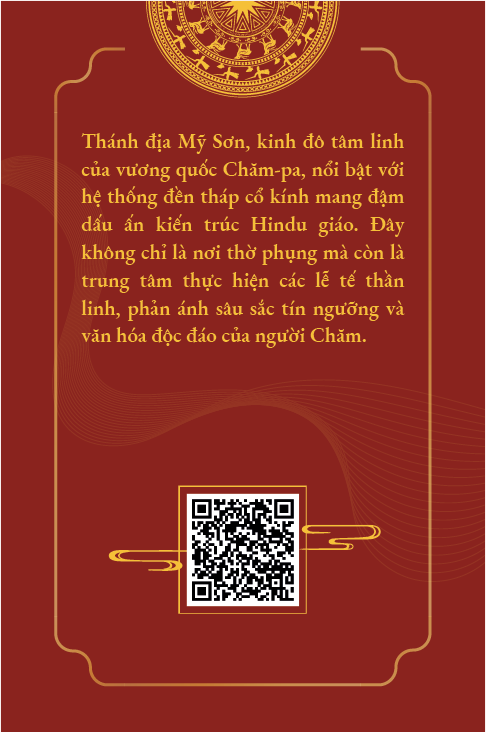 Thánh địa Mỹ Sơn, kinh đô tâm linh
của vương quốc Chăm-pa, nổi bật với
hệ thống đền tháp cổ kính mang đậm
dấu ấn kiến trúc Hindu giáo. Đây
không chỉ là nơi thờ phụng mà còn là
trung tâm thực hiện các lễ tế thần
linh, phản ánh sâu sắc tín ngưỡng và
văn hóa độc đáo của người Chăm.